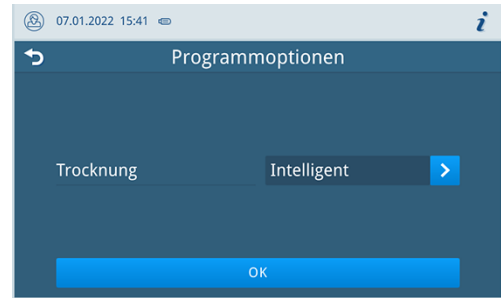 07.01.2022 15:41
i
Programmoptionen
Trocknung Intelligent
OK